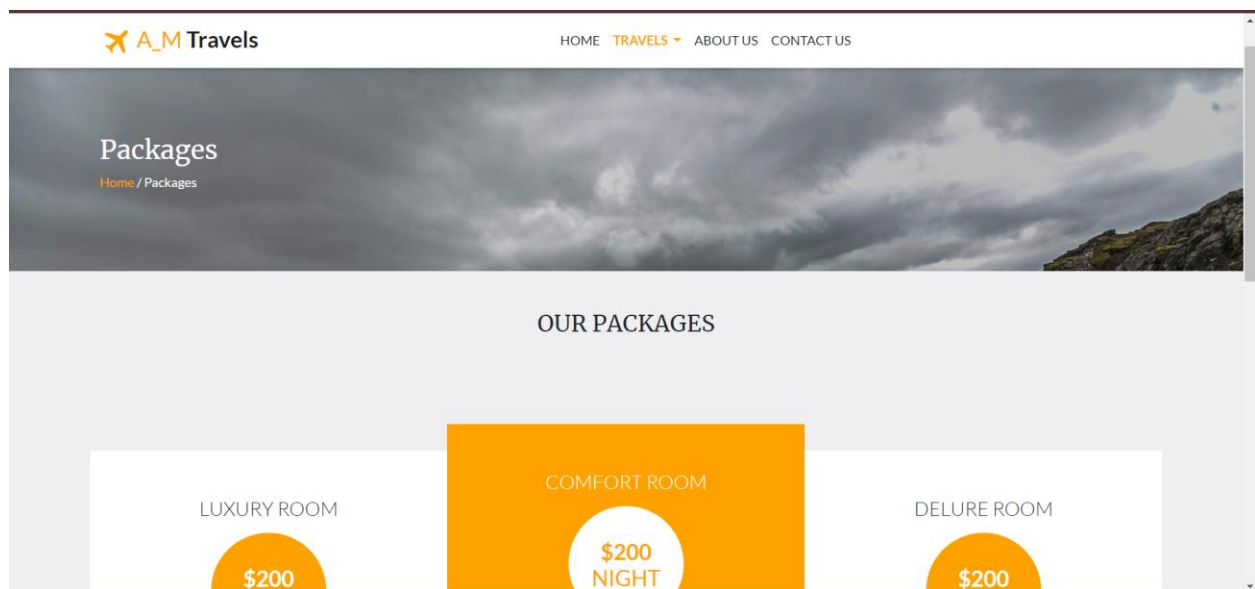 A_M Travels
HOME TRAVELS ABOUT US CONTACT US
Packages
Home / Packages
OUR PACKAGES
LUXURY ROOM
$200
COMFORT ROOM
$200
NIGHT
DELURE ROOM
$200